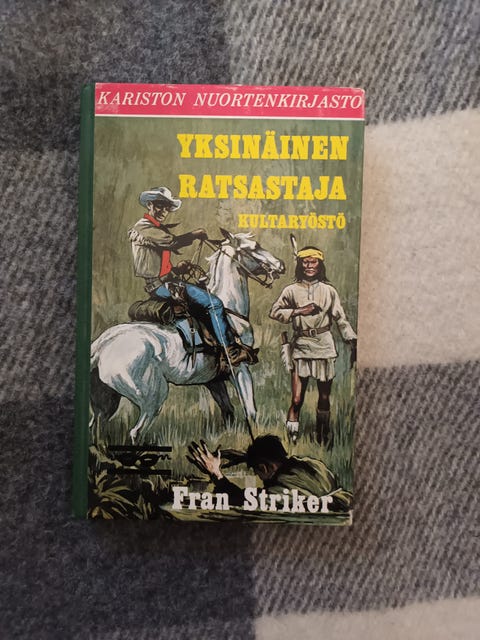 KARISTON NUORTENKIRJASTO
YKSINÄINEN
RATSASTAJA
KULTARYÖSTÖ
Fran Striker